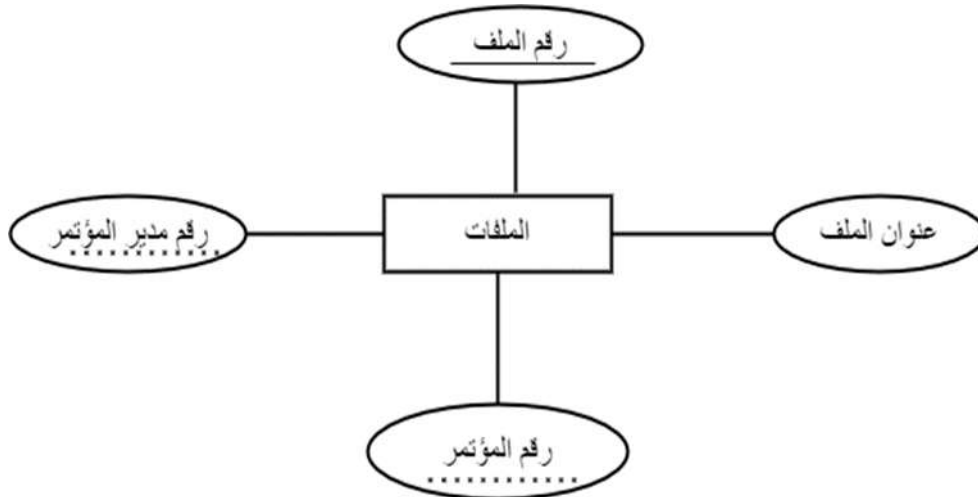 رقم الملف
رقم مدير المؤتمر
الملفات
عنوان الملف
رقم المؤتمر